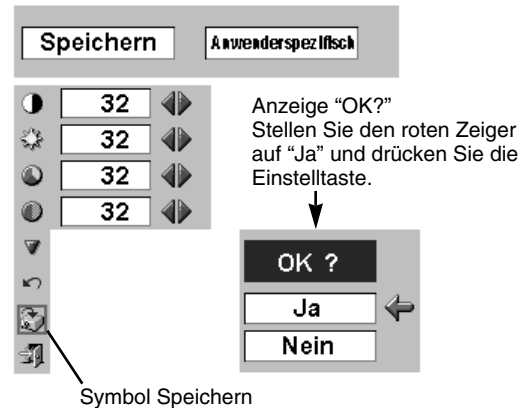 Speichern Anwenderspezifisch
32
32
32
32
Anzeige “OK?”
Stellen Sie den roten Zeiger
auf “Ja” und drücken Sie die
Einstelltaste.
OK ?
Ja
Nein
Symbol Speichern